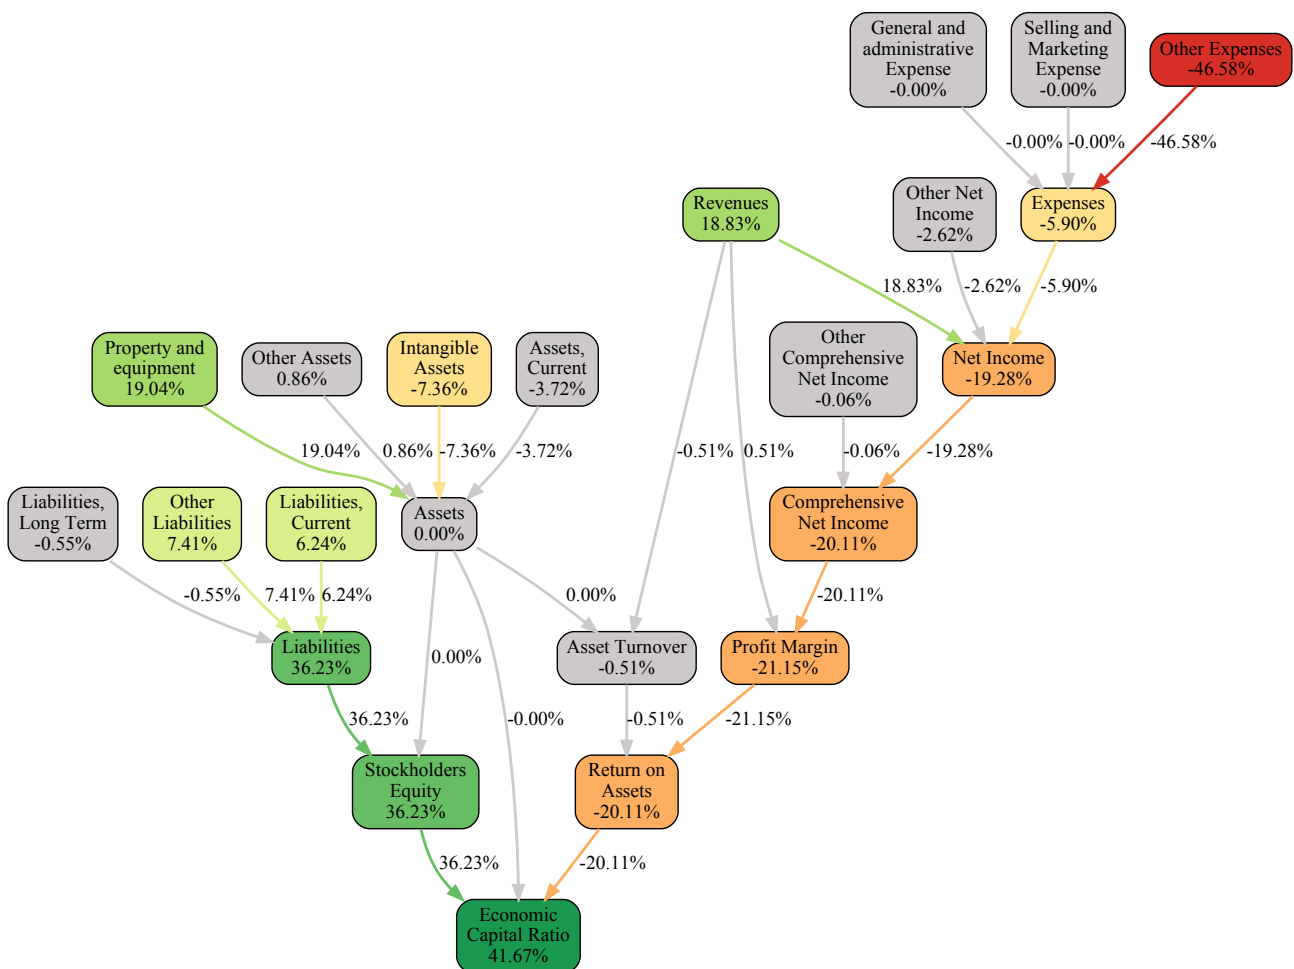 General and
administrative
Expense
-0.00%
Selling and
Marketing
Expense
-0.00%
Other Expenses
-46.58%
-0.00%
-0.00%
-46.58%
Revenues
18.83%
Other Net
Income
-2.62%
Expenses
-5.90%
18.83%
-2.62%
-5.90%
Property and
equipment
19.04%
Other Assets
0.86%
Intangible
Assets
-7.36%
Assets,
Current
-3.72%
Other
Comprehensive
Net Income
-0.06%
Net Income
-19.28%
19.04%
0.86%
-7.36%
-3.72%
-0.51%
0.51%
-0.06%
-19.28%
Liabilities,
Long Term
-0.55%
Other
Liabilities
7.41%
Liabilities,
Current
6.24%
Assets
0.00%
Comprehensive
Net Income
-20.11%
-0.55%
7.41%
6.24%
0.00%
-20.11%
Liabilities
36.23%
0.00%
Asset Turnover
-0.51%
Profit Margin
-21.15%
36.23%
-0.00%
-0.51%
-21.15%
Stockholders
Equity
36.23%
Return on
Assets
-20.11%
36.23%
-20.11%
Economic
Capital Ratio
41.67%